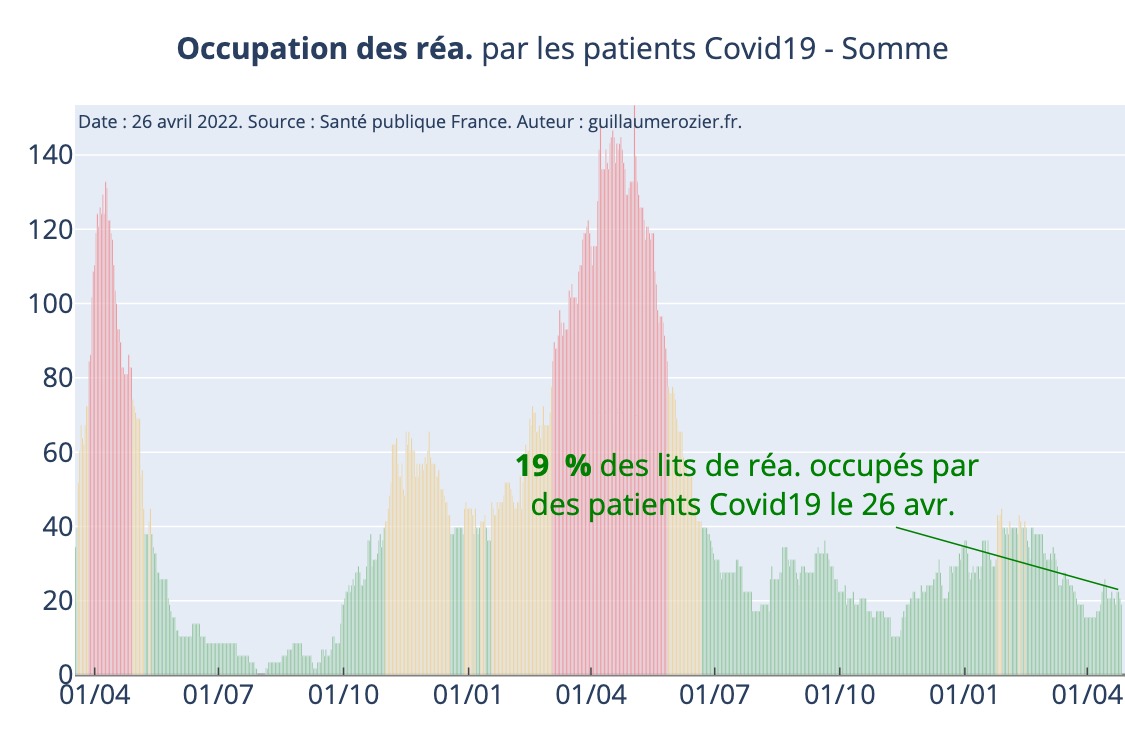 Occupation des réa. par les patients Covid19 - Somme
Date : 26 avril 2022. Source : Santé publique France. Auteur : guillaumerozier.fr.
140
120
100
80
60
40
20
0
19 % des lits de réa. occupés par
des patients Covid19 le 26 avr.
01/04 01/07 01/10 01/01 01/04 01/07 01/10 01/01 01/04